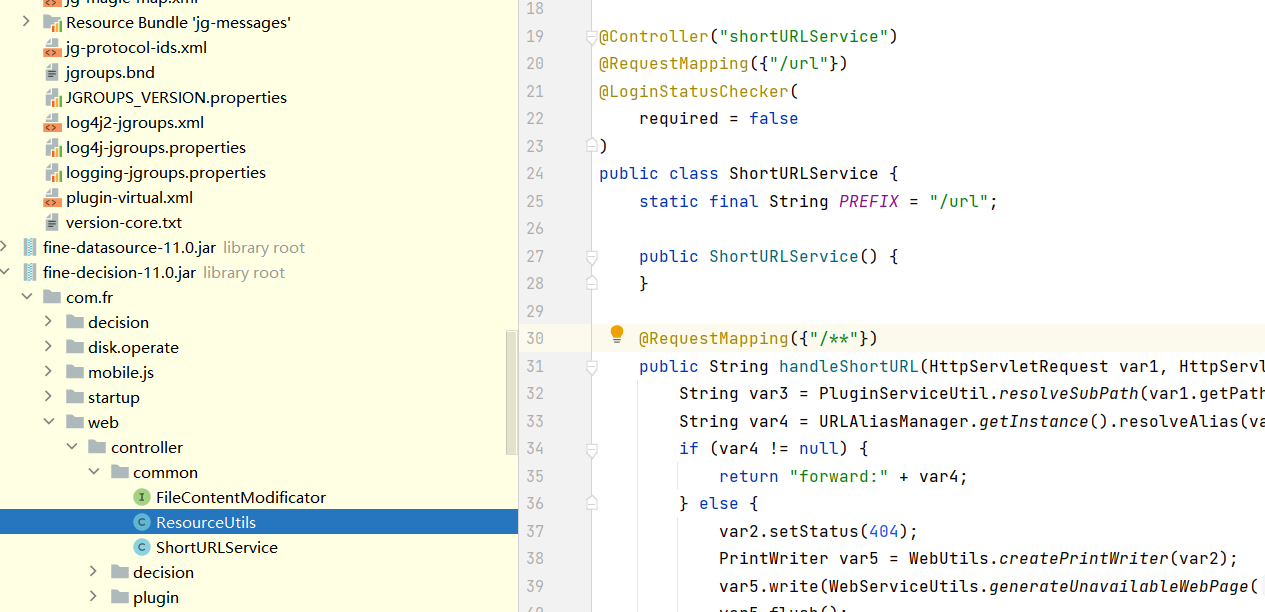 jg-magic-map.xml
Resource Bundle 'jg-messages'
jg-protocol-ids.xml
jgroups.bnd
JGROUPS_VERSION.properties
log4j2-jgroups.xml
log4j-jgroups.properties
logging-jgroups.properties
plugin-virtual.xml
version-core.txt
fine-datasource-11.0.jar library root
fine-decision-11.0.jar library root
com.fr
decision
disk.operate
mobile.js
startup
web
controller
common
I FileContentModificator
C ResourceUtils
C ShortURLService
decision
plugin
18
19 @Controller("shortURLService")
20 @RequestMapping({"/url"})
21 @LoginStatusChecker(
22 required = false
23 )
24 public class ShortURLService {
25 static final String PREFIX = "/url";
26
27 public ShortURLService() {
28 }
29
30 @RequestMapping({"/**"})
31 public String handleShortURL(HttpServletRequest var1, HttpServl
32 String var3 = PluginServiceUtil.resolveSubPath(var1.getPath
33 String var4 = URLAliasManager.getInstance().resolveAlias(va
34 if (var4 != null) {
35 return "forward:" + var4;
36 } else {
37 var2.setStatus(404);
38 PrintWriter var5 = WebUtils.createPrintWriter(var2);
39 var5.write(WebServiceUtils.generateUnavailableWebPage(
40 var5.flush();